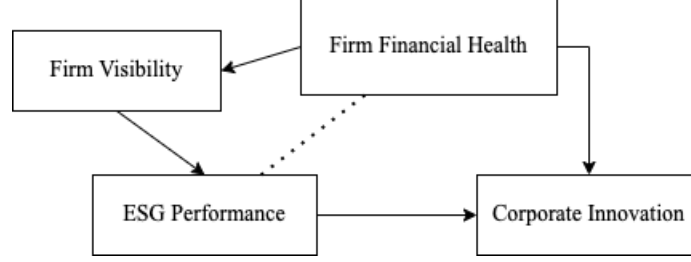 Firm Financial Health
Firm Visibility
ESG Performance
Corporate Innovation